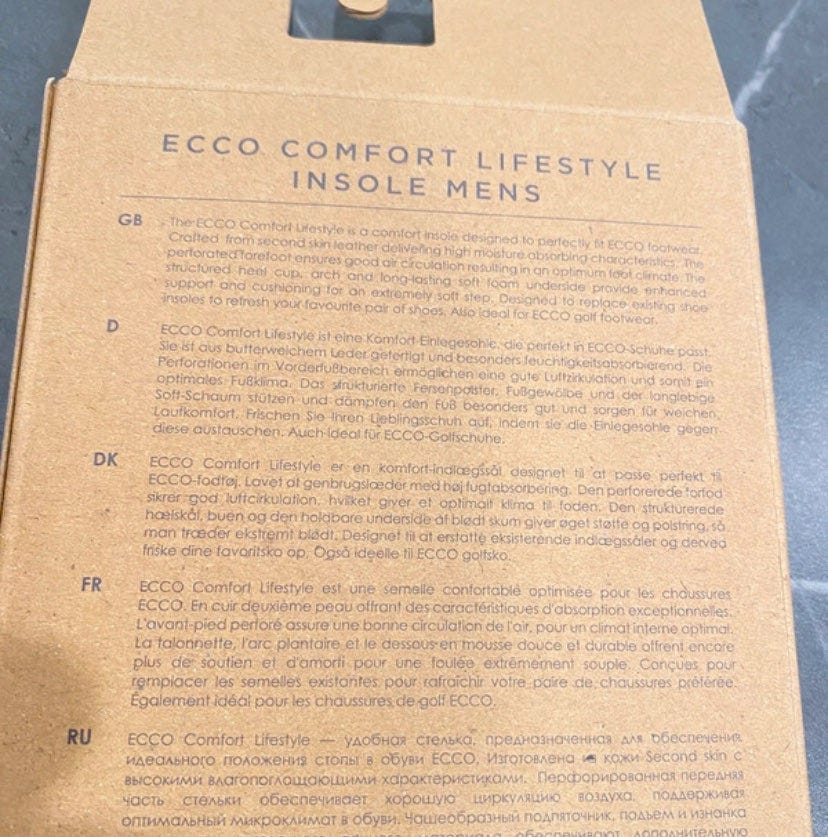 ECCO COMFORT LIFESTYLE
INSOLE MENS
GB The ECCO Comfort Lifestyle is a comfort insole designed to perfectly fit ECCO footwear.
Crafted from second skin leather delivering high moisture absorbing characteristics. The
perforated forefoot ensures good air circulation resulting in an optimum foot climate. The
structured heel cup, arch and long-lasting soft foam underside provide enhanced
support and cushioning for an extremely soft step. Designed to replace existing shoe
insoles to refresh your favourite pair of shoes. Also ideal for ECCO golf footwear.
D ECCO Comfort Lifestyle ist eine Komfort-Einlegesohle, die perfekt in ECCO-Schuhe passt.
Sie ist aus butterweichem Leder gefertigt und besonders feuchtigkeitsabsorbierend. Die
Perforationen im Vorderfußbereich ermöglichen eine gute Luftzirkulation und somit ein
optimales Fußklima. Das strukturierte Fersenpolster, Fußgewölbe und der langlebige
Soft-Schaum stützen und dämpfen den Fuß besonders gut und sorgen für weichen,
Laufkomfort. Frischen Sie Ihren Lieblingsschuh auf, indem sie die Einlegesohle gegen
diese austauschen. Auch ideal für ECCO-Golfschuhe.
DK ECCO Comfort Lifestyle er en komfort-indlægssål designet til at passe perfekt til
ECCO-fodtøj. Lavet af genbrugslæder med høj fugtabsorbering. Den perforerede forfod
sikrer god luftcirkulation, hvilket giver et optimalt klima til foden. Den strukturerede
hælskål, buen og den holdbare underside af blødt skum giver øget støtte og polstring, så
man træder ekstremt blødt. Designet til at erstatte eksisterende indlægssåler og derved
friske dine favoritsko op. Også ideelle til ECCO golfsko.
FR ECCO Comfort Lifestyle est une semelle confortable optimisée pour les chaussures
ECCO. En cuir deuxième peau offrant des caractéristiques d'absorption exceptionnelles.
L'avant-pied perforé assure une bonne circulation de l'air, pour un climat interne optimal.
La talonnette, l'arc plantaire et le dessous en mousse douce et durable offrent encore
plus de soutien et d'amorti pour une foulée extrêmement souple. Conçues pour
remplacer les semelles existantes pour rafraîchir votre paire de chaussures préférée.
Également idéal pour les chaussures de golf ECCO.
RU ECCO Comfort Lifestyle — удобная стелька, предназначенная для обеспечения
идеального положения стопы в обуви ECCO. Изготовлена из кожи Second skin с
высокими влагопоглощающими характеристиками. Перфорированная передняя
часть стельки обеспечивает хорошую циркуляцию воздуха, поддерживая
оптимальный микроклимат в обуви. Чашеобразный подпяточник, подъем и изнанка
обеспечивают дополнительную